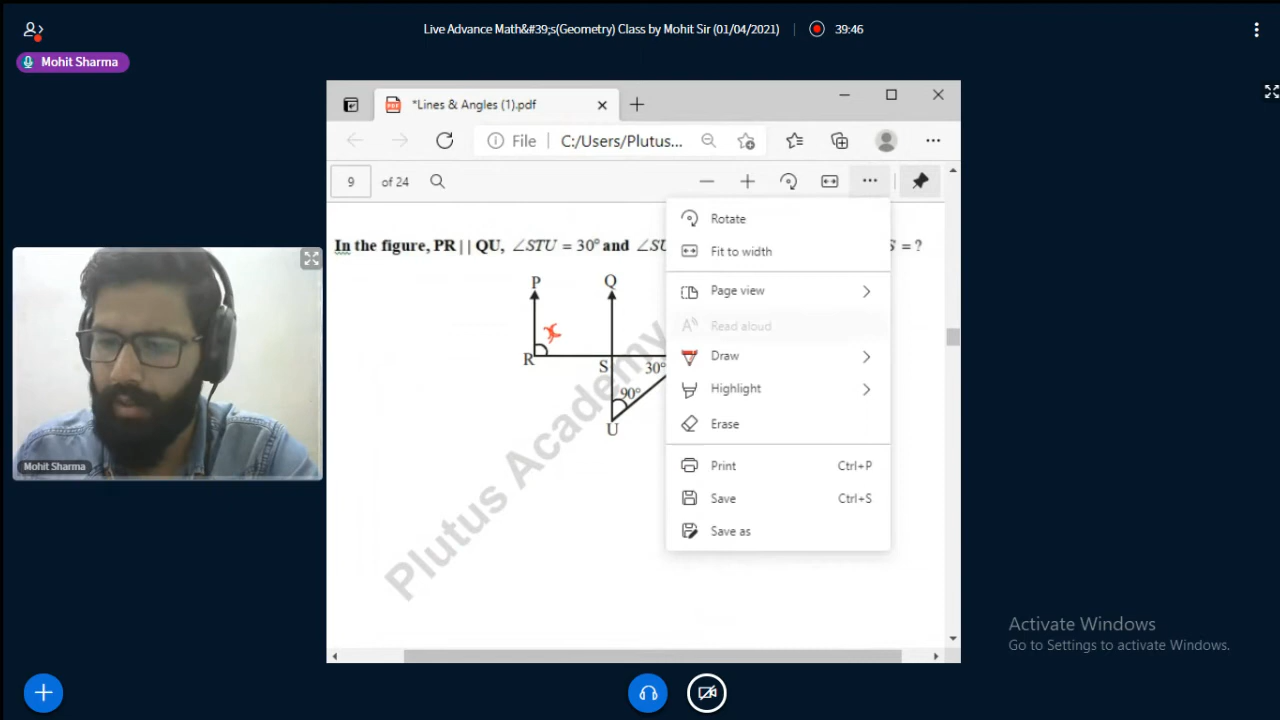 Live Advance Math&#39;s(Geometry) Class by Mohit Sir (01/04/2021)
39:46
Mohit Sharma
*Lines & Angles (1).pdf
File
C:/Users/Plutus...
9
of 24
Rotate
Fit to width
Page view
Read aloud
Draw
Highlight
Erase
Print Ctrl+P
Save Ctrl+S
Save as
In the figure, PR || QU, ∠STU = 30° and ∠SU
S = ?
P
Q
x
R
S
30°
90°
U
Plutus Academy
Mohit Sharma
Activate Windows
Go to Settings to activate Windows.